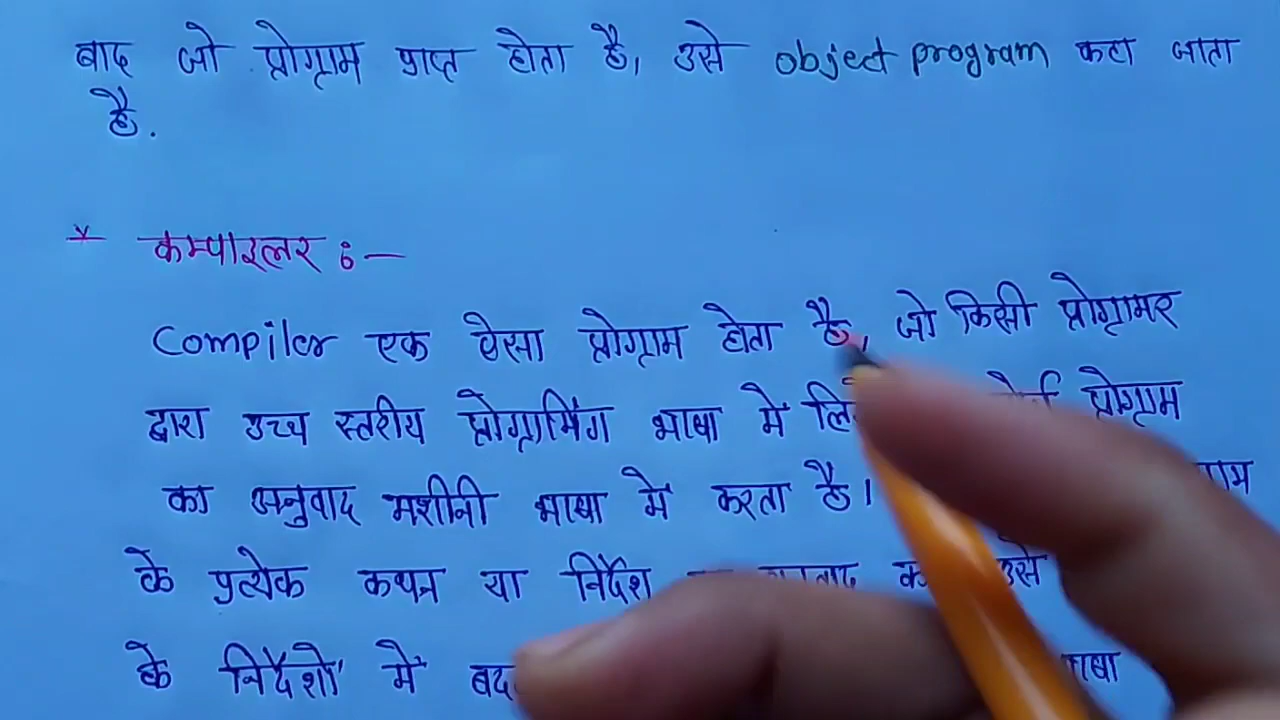 बाद जो प्रोग्राम प्राप्त होता है, उसे object program कहा जाता
है.
* कम्पाइलर :—
Compiler एक ऐसा प्रोग्राम होता है, जो किसी प्रोग्रामर
द्वारा उच्च स्तरीय प्रोग्रामिंग भाषा में प्रोग्राम
का अनुवाद मशीनी भाषा में करता है।
के प्रत्येक कथन या निर्देश उसे
के निर्देशों में